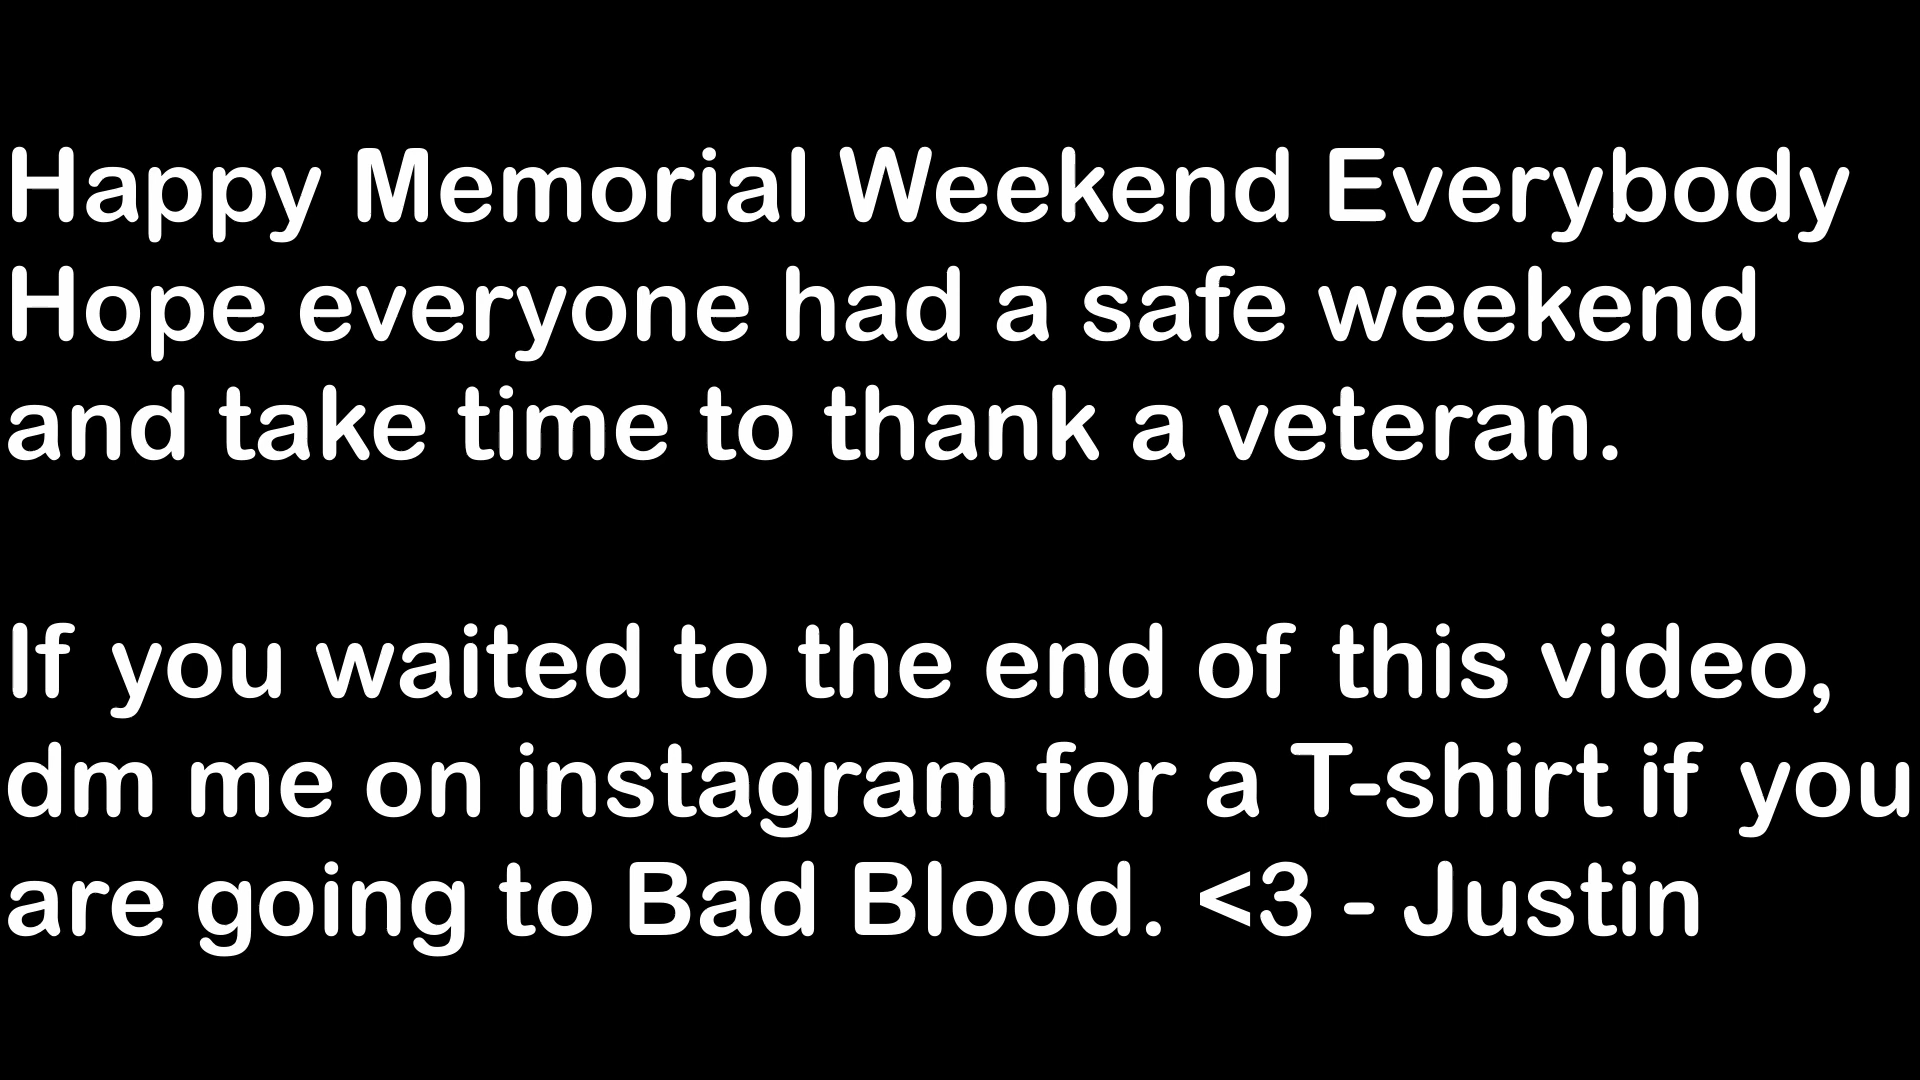 Happy Memorial Weekend Everybody
Hope everyone had a safe weekend
and take time to thank a veteran.
If you waited to the end of this video,
dm me on instagram for a T-shirt if you
are going to Bad Blood. <3 - Justin